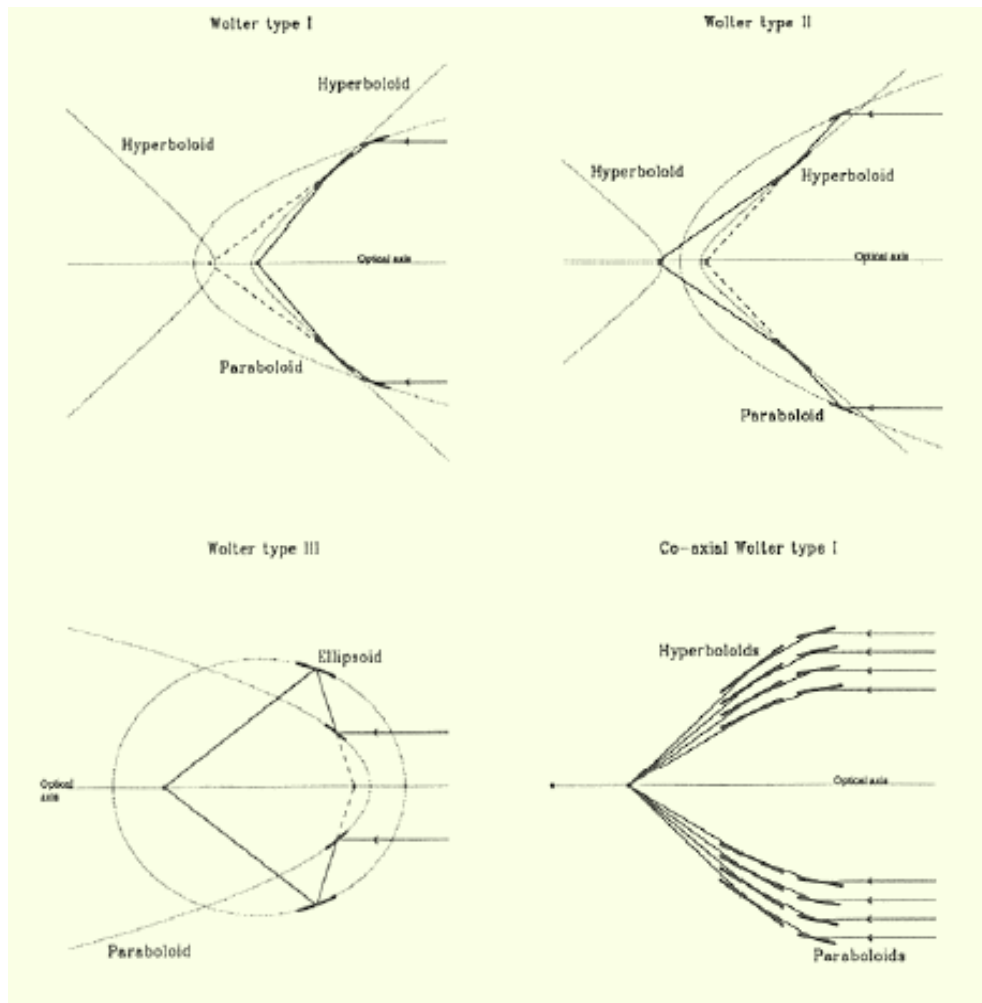 Wolter type I
Hyperboloid
Hyperboloid
Optical axis
Paraboloid
Wolter type II
Hyperboloid
Hyperboloid
Optical axis
Paraboloid
Wolter type III
Ellipsoid
Optical
axis
Paraboloid
Co-axial Wolter type I
Hyperboloids
Optical axis
Paraboloids